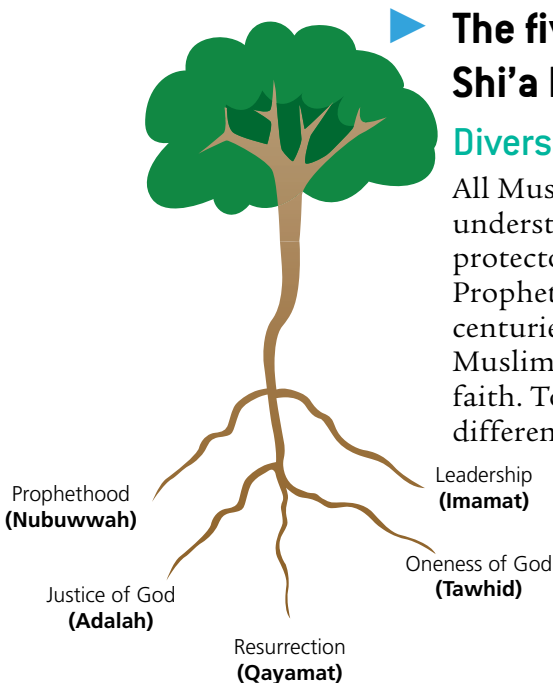 The fiv
Shi'a I
Divers
All Mus
underst
protecto
Prophet
centurie
Muslim
faith. To
differen
Prophethood
(Nubuwwah)
Leadership
(Imamat)
Justice of God
(Adalah)
Oneness of God
(Tawhid)
Resurrection
(Qayamat)